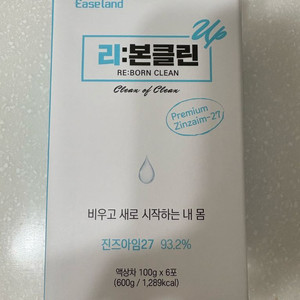 Easeland
리:본클린 Up
RE:BORN CLEAN
Clean of Clean
Premium
Zinzaim-27
비우고 새로 시작하는 내 몸
진즈아임27 93.2%
액상차 100g x 6포
(600g / 1,289kcal)